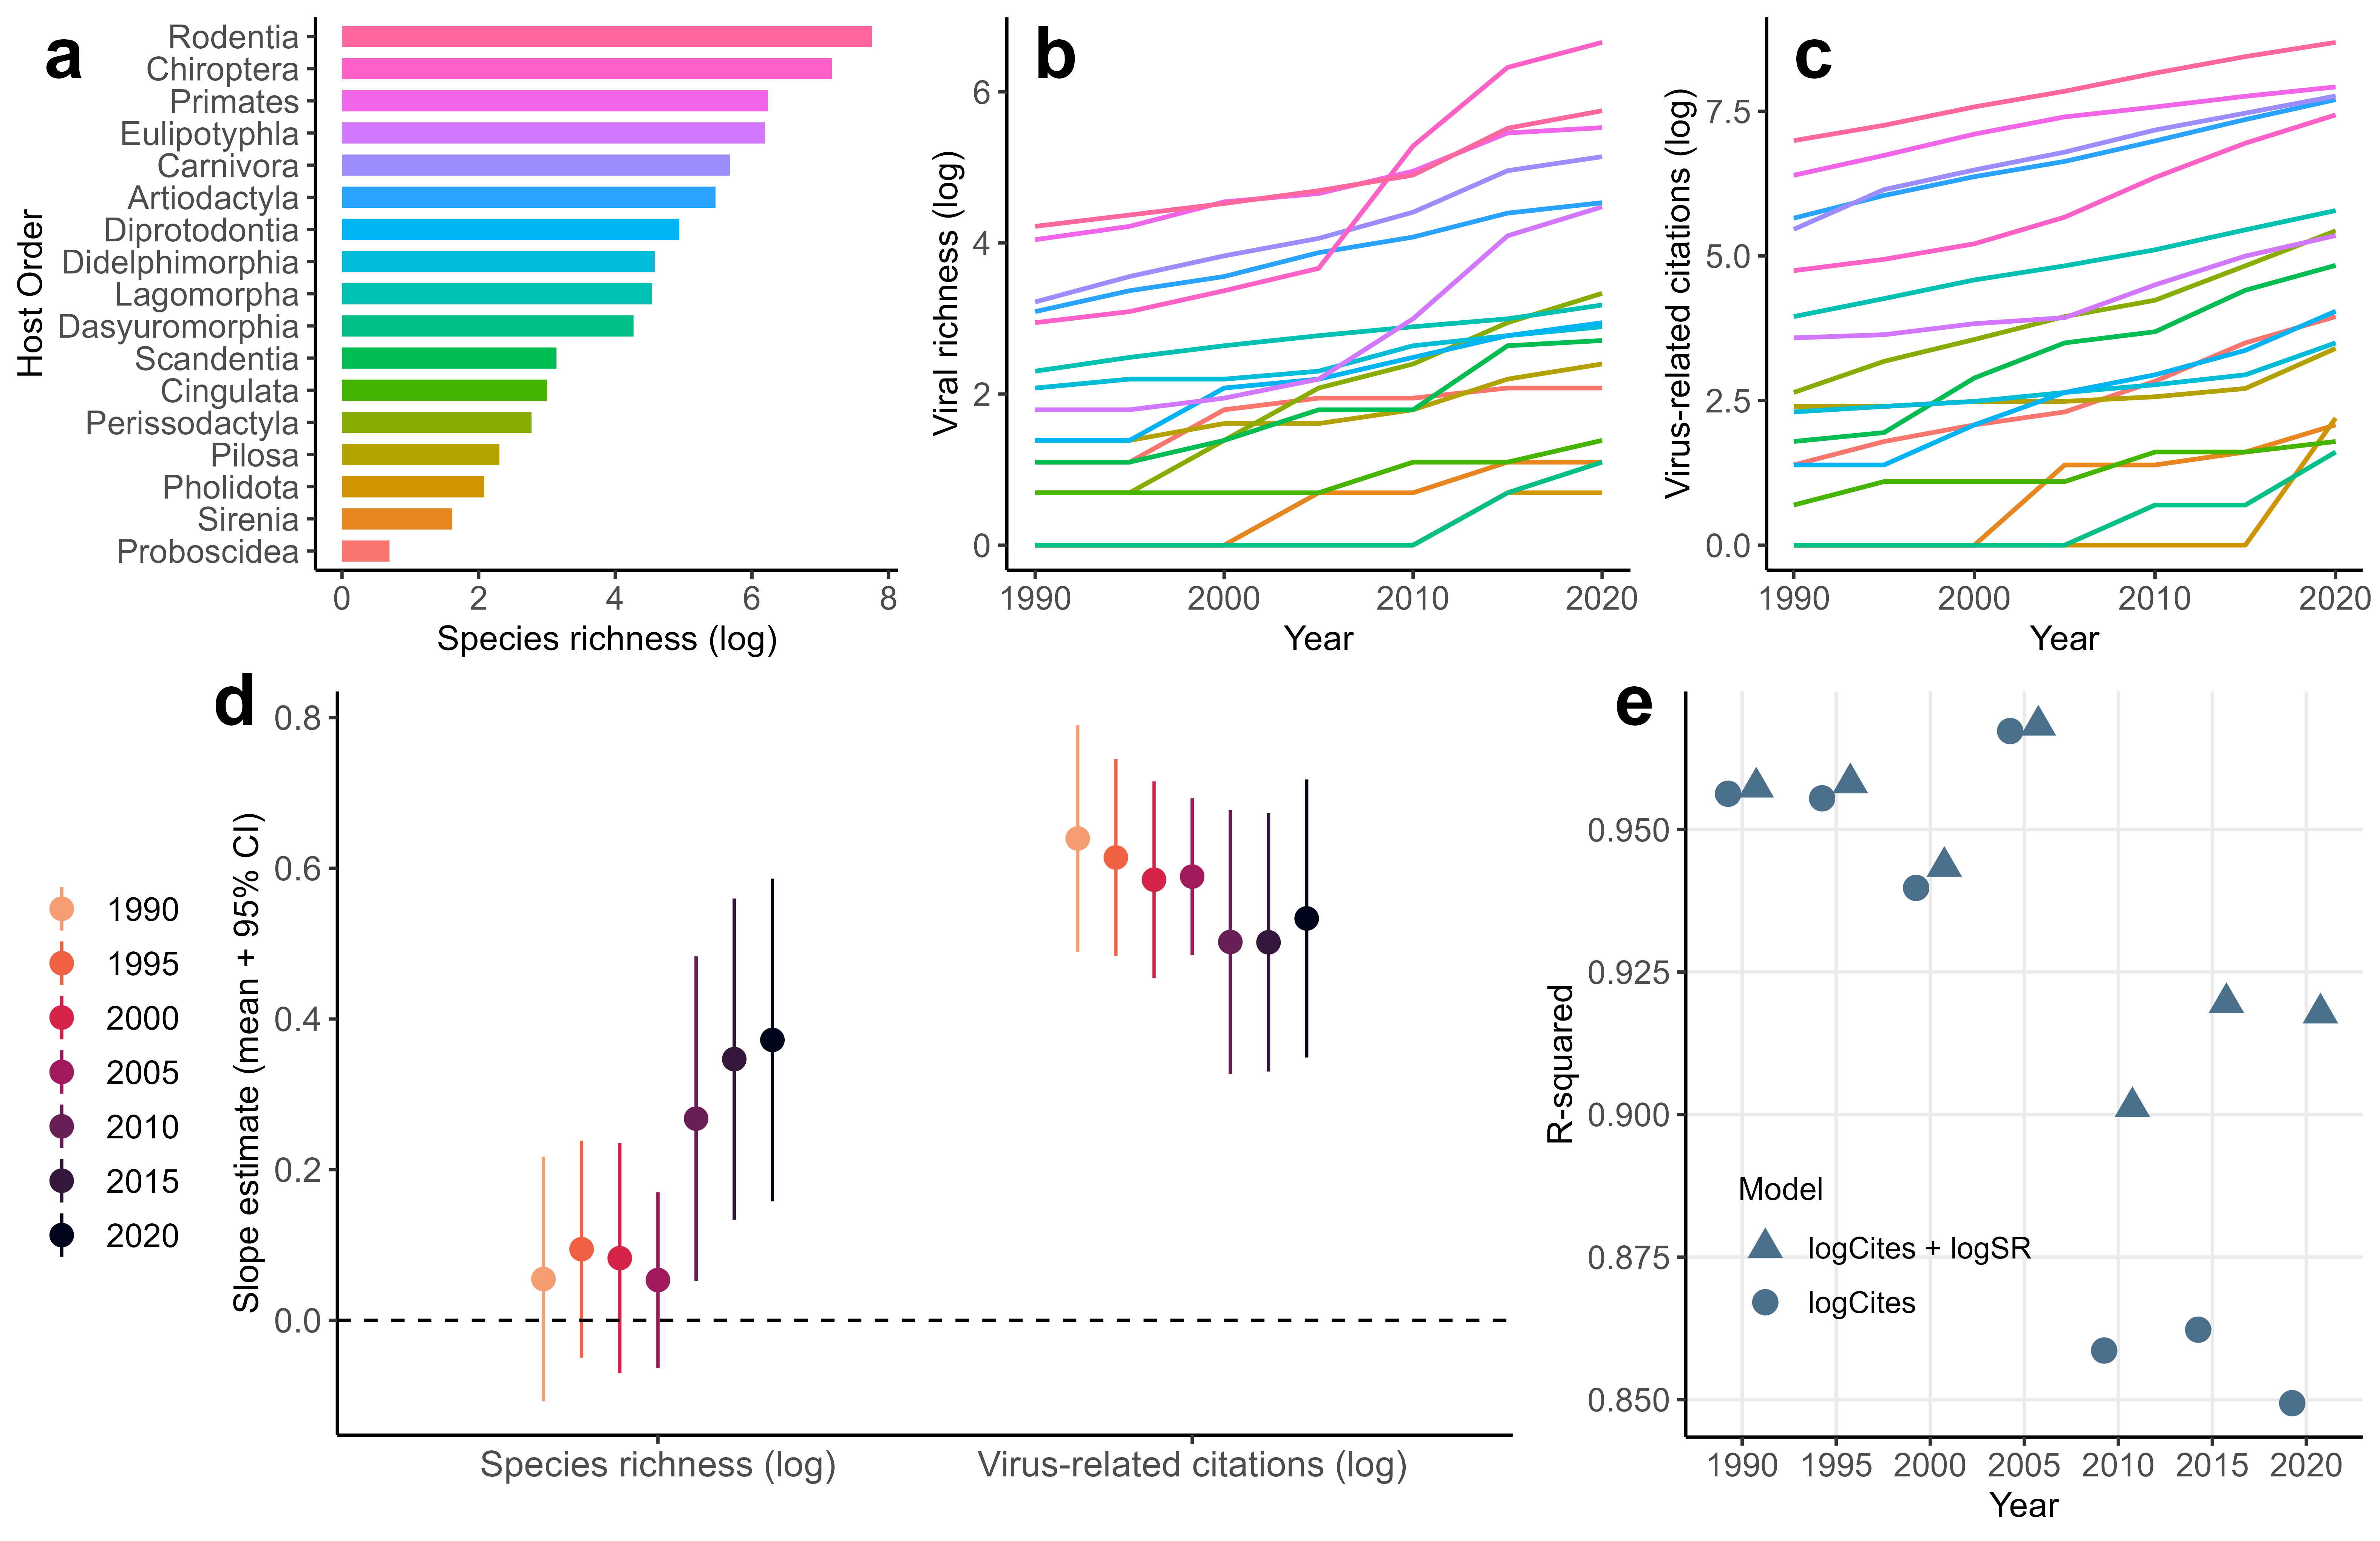 a
Host Order
Rodentia
Chiroptera
Primates
Eulipotyphla
Carnivora
Artiodactyla
Diprotodontia
Didelphimorphia
Lagomorpha
Dasyuromorphia
Scandentia
Cingulata
Perissodactyla
Pilosa
Pholidota
Sirenia
Proboscidea
0 2 4 6 8
Species richness (log)
b
Viral richness (log)
6
4
2
0
1990 2000 2010 2020
Year
c
Virus-related citations (log)
7.5
5.0
2.5
0.0
1990 2000 2010 2020
Year
1990
1995
2000
2005
2010
2015
2020
d
Slope estimate (mean + 95% CI)
0.8
0.6
0.4
0.2
0.0
Species richness (log) Virus-related citations (log)
e
R-squared
0.950
0.925
0.900
0.875
0.850
Model
logCites + logSR
logCites
1990 1995 2000 2005 2010 2015 2020
Year